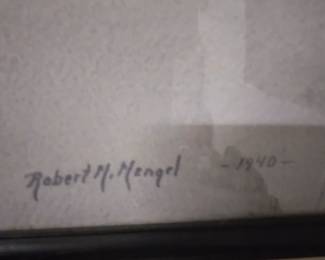 Robert M. Mengel - 1940 -